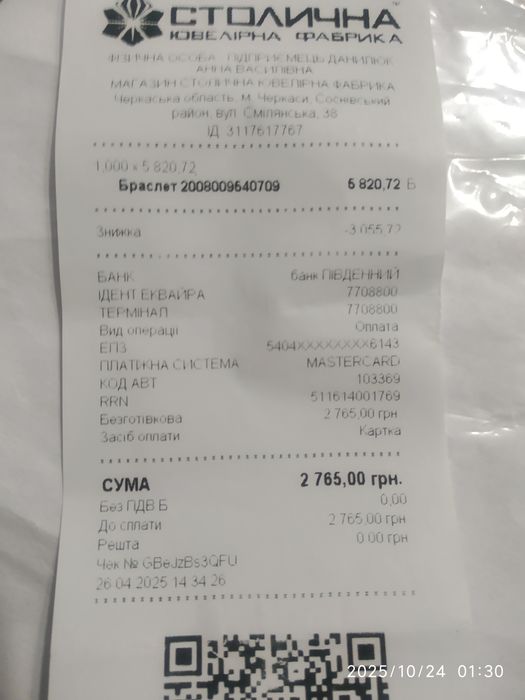 СТОЛИЧНА
ЮВЕЛІРНА ФАБРИКА
ФІЗИЧНА ОСОБА - ПІДПРИЄМЕЦЬ ДАНИЛЮК
АННА ВАСИЛІВНА
МАГАЗИН СТОЛИЧНА ЮВЕЛІРНА ФАБРИКА
Черкаська область, м. Черкаси, Соснівський
район, вул. Смілянська, 38
ІД 3117617767
1,000 x 5 820,72
Браслет 2008009640709 5 820,72 Б
Знижка -3 055,72
БАНК банк ПІВДЕННИЙ
ІДЕНТ ЕКВАЙРА 7708800
ТЕРМІНАЛ 7708800
Вид операції Оплата
ЕПЗ 5404XXXXXXXX6143
ПЛАТІЖНА СИСТЕМА MASTERCARD
КОД АВТ 103369
RRN 511614001769
Безготівкова 2 765,00 грн
Засіб оплати Картка
СУМА 2 765,00 грн.
Без ПДВ Б 0,00
До сплати 2 765,00 грн
Решта 0.00 грн
Чек № GBeJzBs3QFU
26.04.2025 14:34:26
2025/10/24 01:30